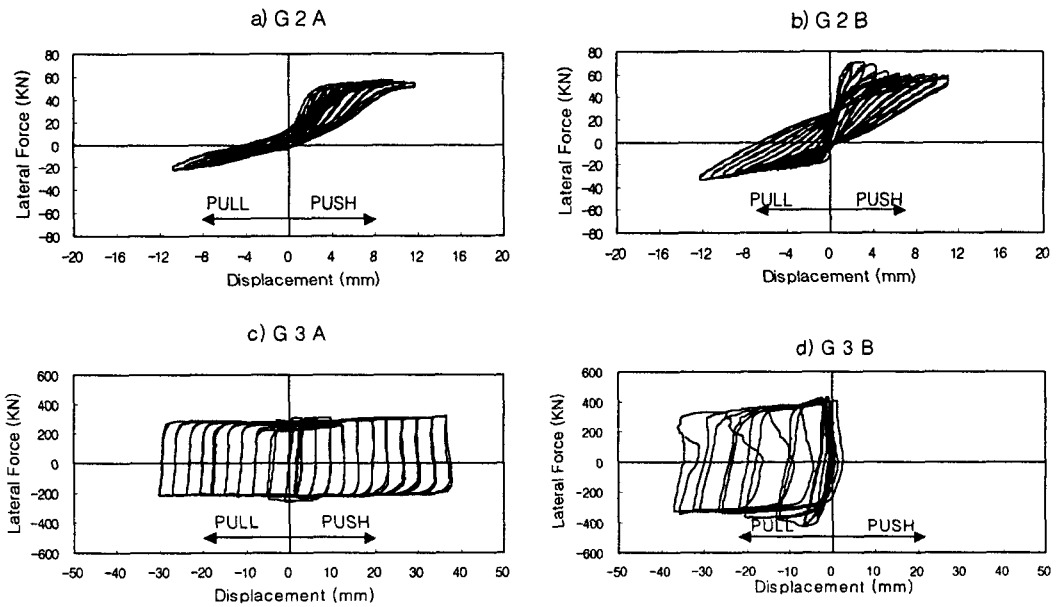 a) G 2 A
Lateral Force (KN)
80
60
40
20
0
-20
-40
-60
-80
PULL PUSH
-20 -16 -12 -8 -4 0 4 8 12 16 20
Displacement (mm)
b) G 2 B
Lateral Force (KN)
80
60
40
20
0
-20
-40
-60
-80
PULL PUSH
-20 -16 -12 -8 -4 0 4 8 12 16 20
Displacement (mm)
c) G 3 A
Lateral Force (KN)
600
400
200
0
-200
-400
-600
PULL PUSH
-50 -40 -30 -20 -10 0 10 20 30 40 50
Displacement (mm)
d) G 3 B
Lateral Force (KN)
600
400
200
0
-200
-400
-600
PULL PUSH
-50 -40 -30 -20 -10 0 10 20 30 40 50
Displacement (mm)